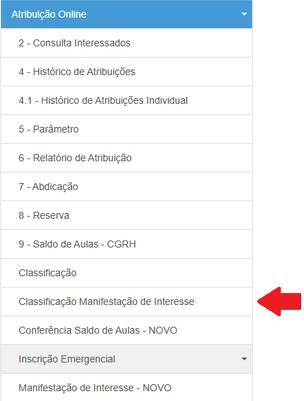 Atribuição Online
2 - Consulta Interessados
4 - Histórico de Atribuições
4.1 - Histórico de Atribuições Individual
5 - Parâmetro
6 - Relatório de Atribuição
7 - Abdicação
8 - Reserva
9 - Saldo de Aulas - CGRH
Classificação
Classificação Manifestação de Interesse
Conferência Saldo de Aulas - NOVO
Inscrição Emergencial
Manifestação de Interesse - NOVO